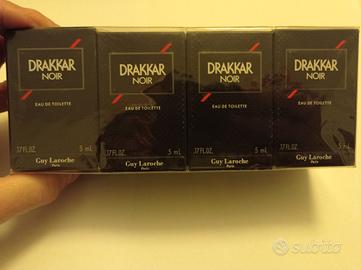 DRAKKAR
NOIR
EAU DE TOILETTE
.17 FL.OZ. 5 mL
Guy Laroche
Paris
DRAKKAR
NOIR
EAU DE TOILETTE
.17 FL.OZ. 5 mL
Guy Laroche
Paris
DRAKKAR
NOIR
EAU DE TOILETTE
.17 FL.OZ. 5 mL
Guy Laroche
Paris
DRAKKAR
NOIR
EAU DE TOILETTE
.17 FL.OZ. 5 mL
Guy Laroche
Paris
subito